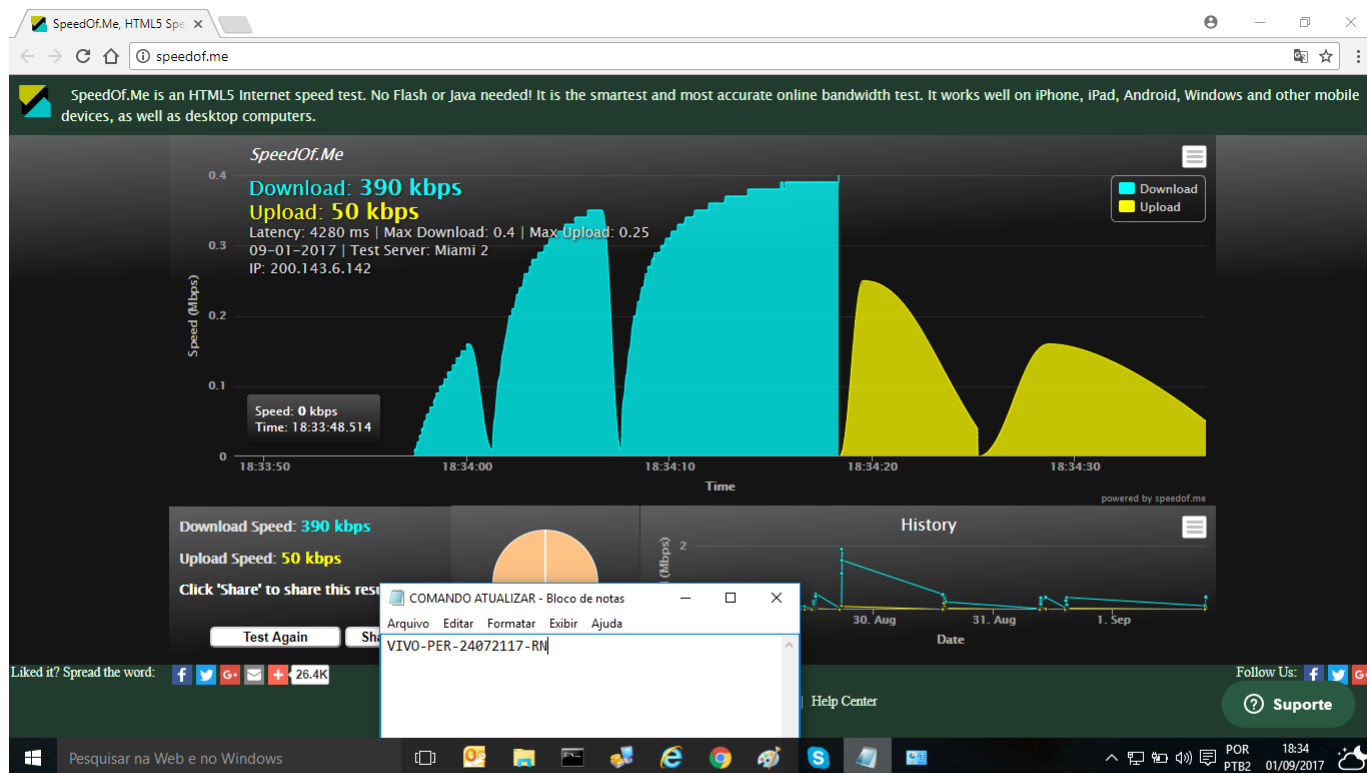 SpeedOf.Me, HTML5 Spe
speedof.me
SpeedOf.Me is an HTML5 Internet speed test. No Flash or Java needed! It is the smartest and most accurate online bandwidth test. It works well on iPhone, iPad, Android, Windows and other mobile
devices, as well as desktop computers.
SpeedOf.Me
Download: 390 kbps
Upload: 50 kbps
Latency: 4280 ms | Max Download: 0.4 | Max Upload: 0.25
09-01-2017 | Test Server: Miami 2
IP: 200.143.6.142
Download
Upload
0.4
0.3
0.2
0.1
0
Speed (Mbps)
Speed: 0 kbps
Time: 18:33:48.514
18:33:50 18:34:00 18:34:10 18:34:20 18:34:30
Time
powered by speedof.me
Download Speed: 390 kbps
Upload Speed: 50 kbps
Click 'Share' to share this resu
Test Again Sha
History
2
(Mbps)
30. Aug 31. Aug 1. Sep
Date
COMANDO ATUALIZAR - Bloco de notas
Arquivo Editar Formatar Exibir Ajuda
VIVO-PER-24072117-RN
Liked it? Spread the word: 26.4K
Follow Us:
| Help Center
Suporte
Pesquisar na Web e no Windows
POR
PTB2
18:34
01/09/2017